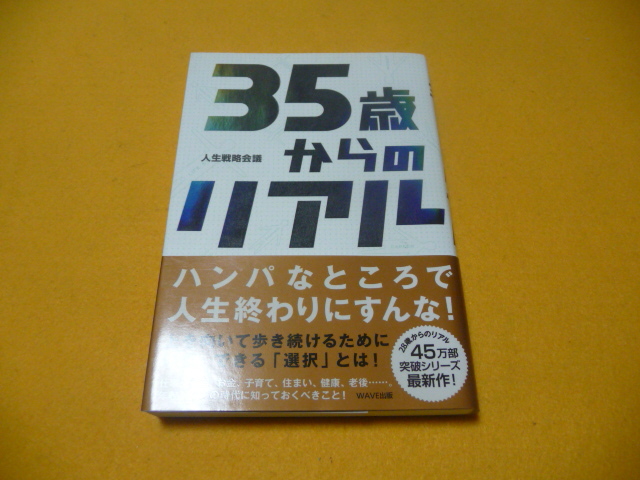 35歳
からの
リアル
人生戦略会議
ハンパなところで
人生終わりにすんな!
いて歩き続けるために
きる「選択」とは!
子育て、住まい、健康、老後……。
時代に知っておくべきこと!
WAVE出版
28歳からのリアル
45万部
突破シリーズ
最新作!